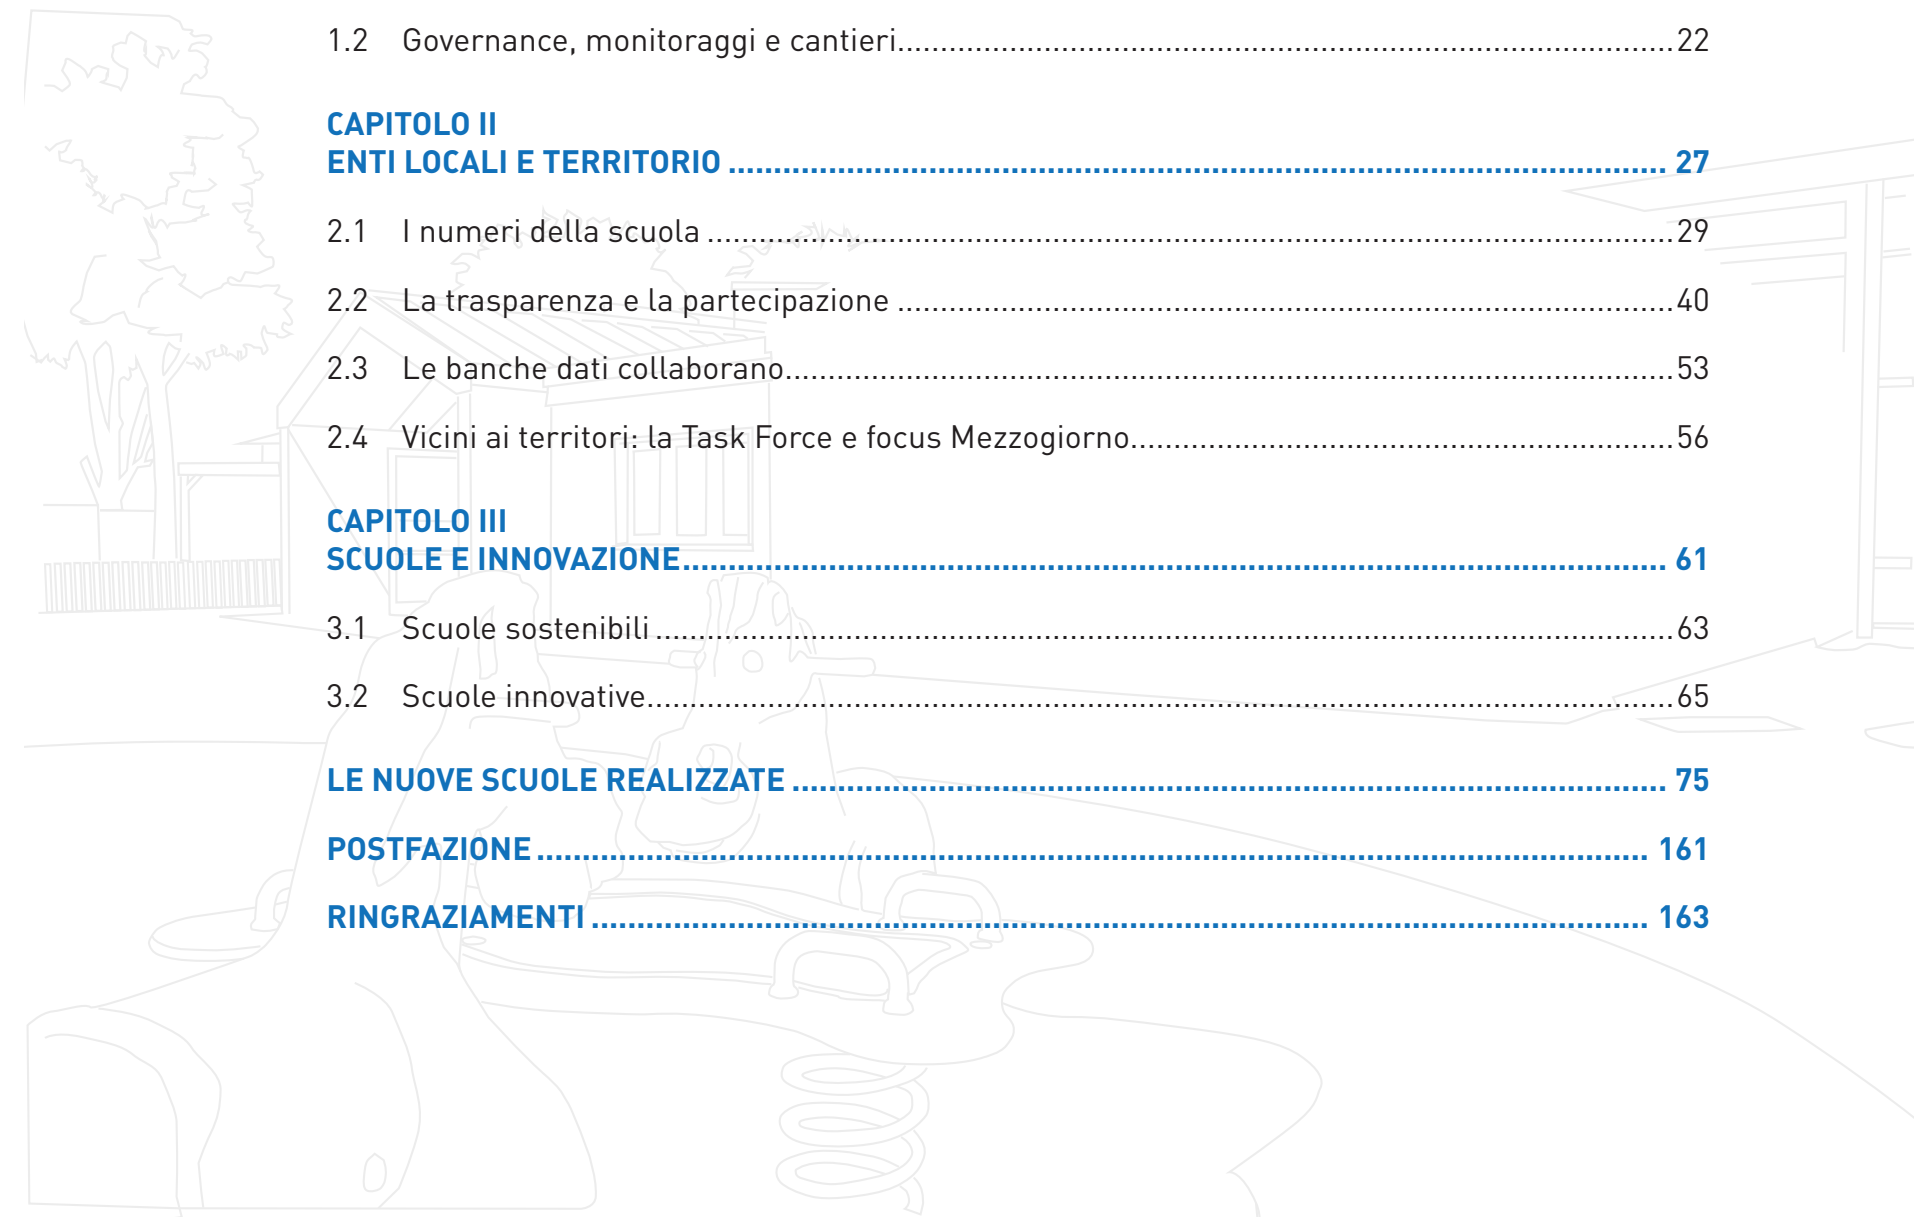 1.2 Governance, monitoraggi e cantieri........22
CAPITOLO II
ENTI LOCALI E TERRITORIO ........ 27
2.1 I numeri della scuola ........29
2.2 La trasparenza e la partecipazione ........40
2.3 Le banche dati collaborano........53
2.4 Vicini ai territori: la Task Force e focus Mezzogiorno........56
CAPITOLO III
SCUOLE E INNOVAZIONE........ 61
3.1 Scuole sostenibili ........63
3.2 Scuole innovative........65
LE NUOVE SCUOLE REALIZZATE ........ 75
POSTFAZIONE ........ 161
RINGRAZIAMENTI ........ 163